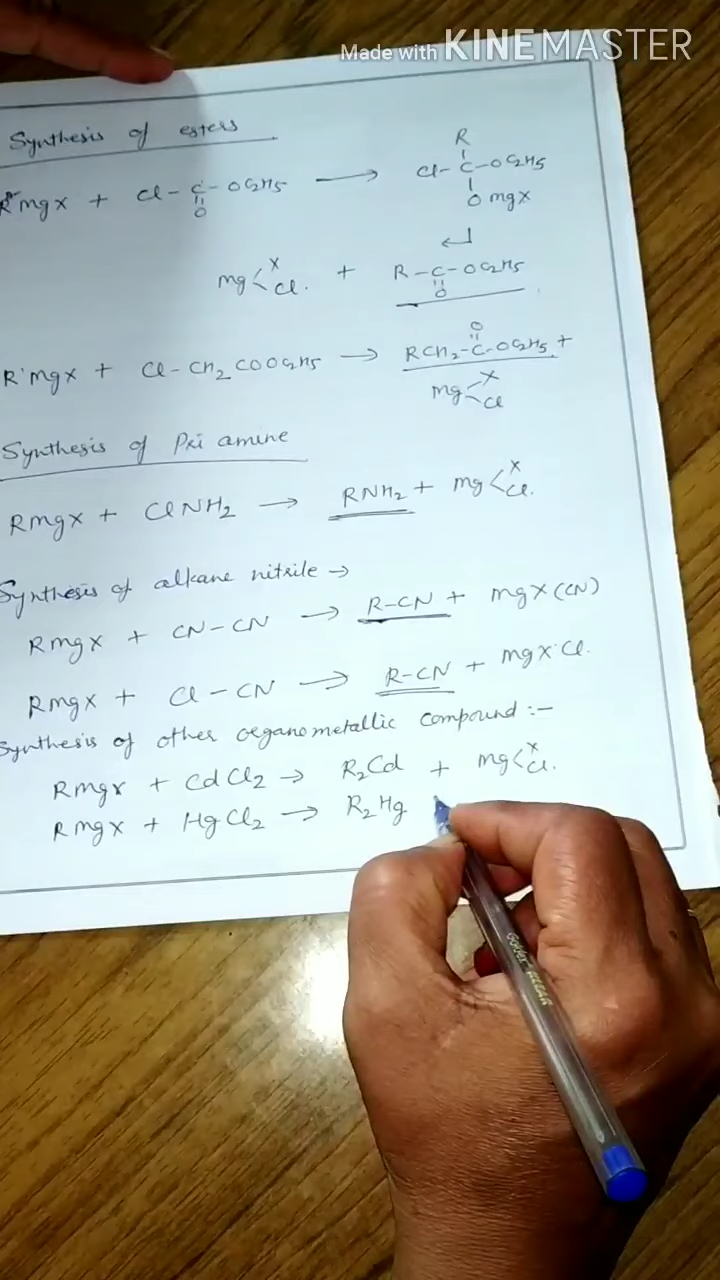 Made with KINEMASTER
Synthesis of esters
Rmgx + Cl-C-OC2H5 → Cl-C-OC2H5
R
O
O mgx
mg< x Cl. + R-C-OC2H5
O
R'mgx + Cl-CH2COOC2H5 → RCH2-C-OC2H5 +
O
mg< x Cl
Synthesis of Pri amine
Rmgx + ClNH2 → RNH2 + mg< x Cl.
Synthesis of alkane nitrile →
Rmgx + CN-CN → R-CN + mgx(CN)
Rmgx + Cl-CN → R-CN + mgx Cl.
Synthesis of other organometallic compound :-
Rmgx + CdCl2 → R2Cd + mg< x Cl.
Rmgx + HgCl2 → R2Hg